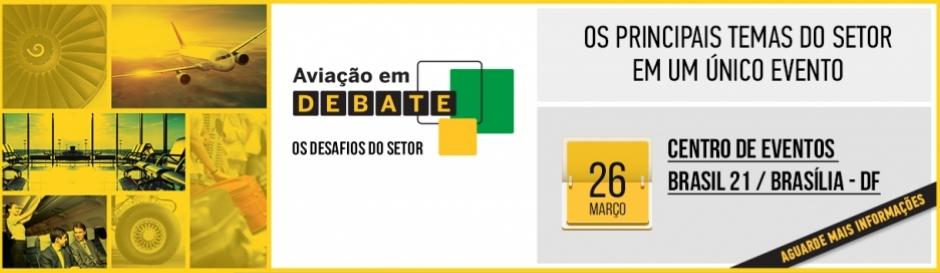 Aviação em
DEBATE
OS DESAFIOS DO SETOR
OS PRINCIPAIS TEMAS DO SETOR
EM UM ÚNICO EVENTO
26
MARÇO
CENTRO DE EVENTOS
BRASIL 21 / BRASÍLIA - DF
AGUARDE MAIS INFORMAÇÕES